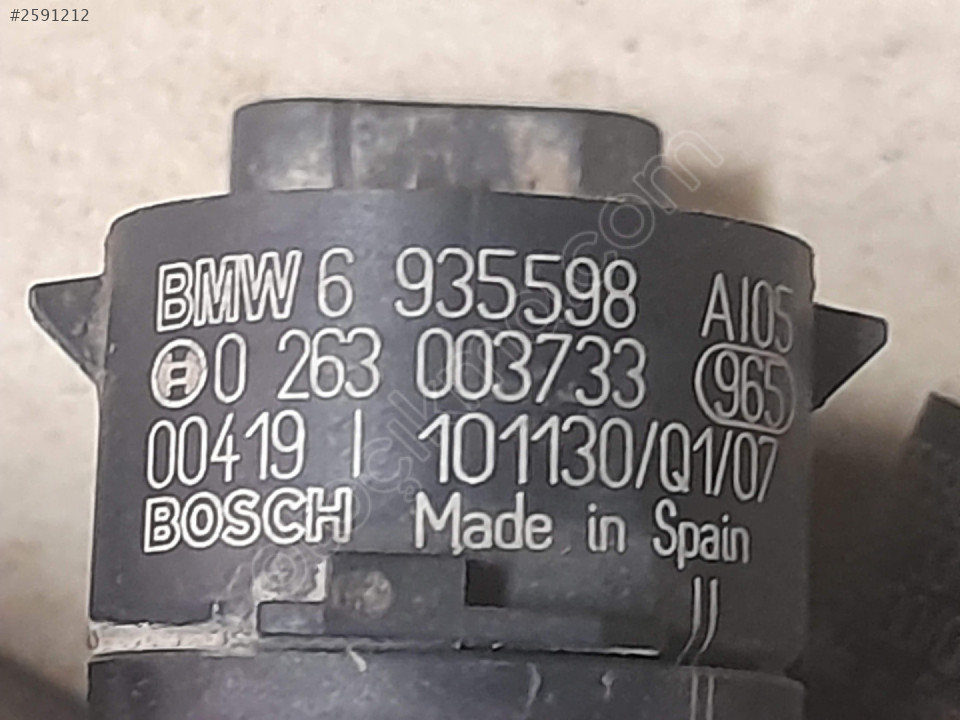 #2591212
BMW 6 935598 AI05
0 263 003733 965
00419 | 101130/Q1/07
BOSCH Made in Spain